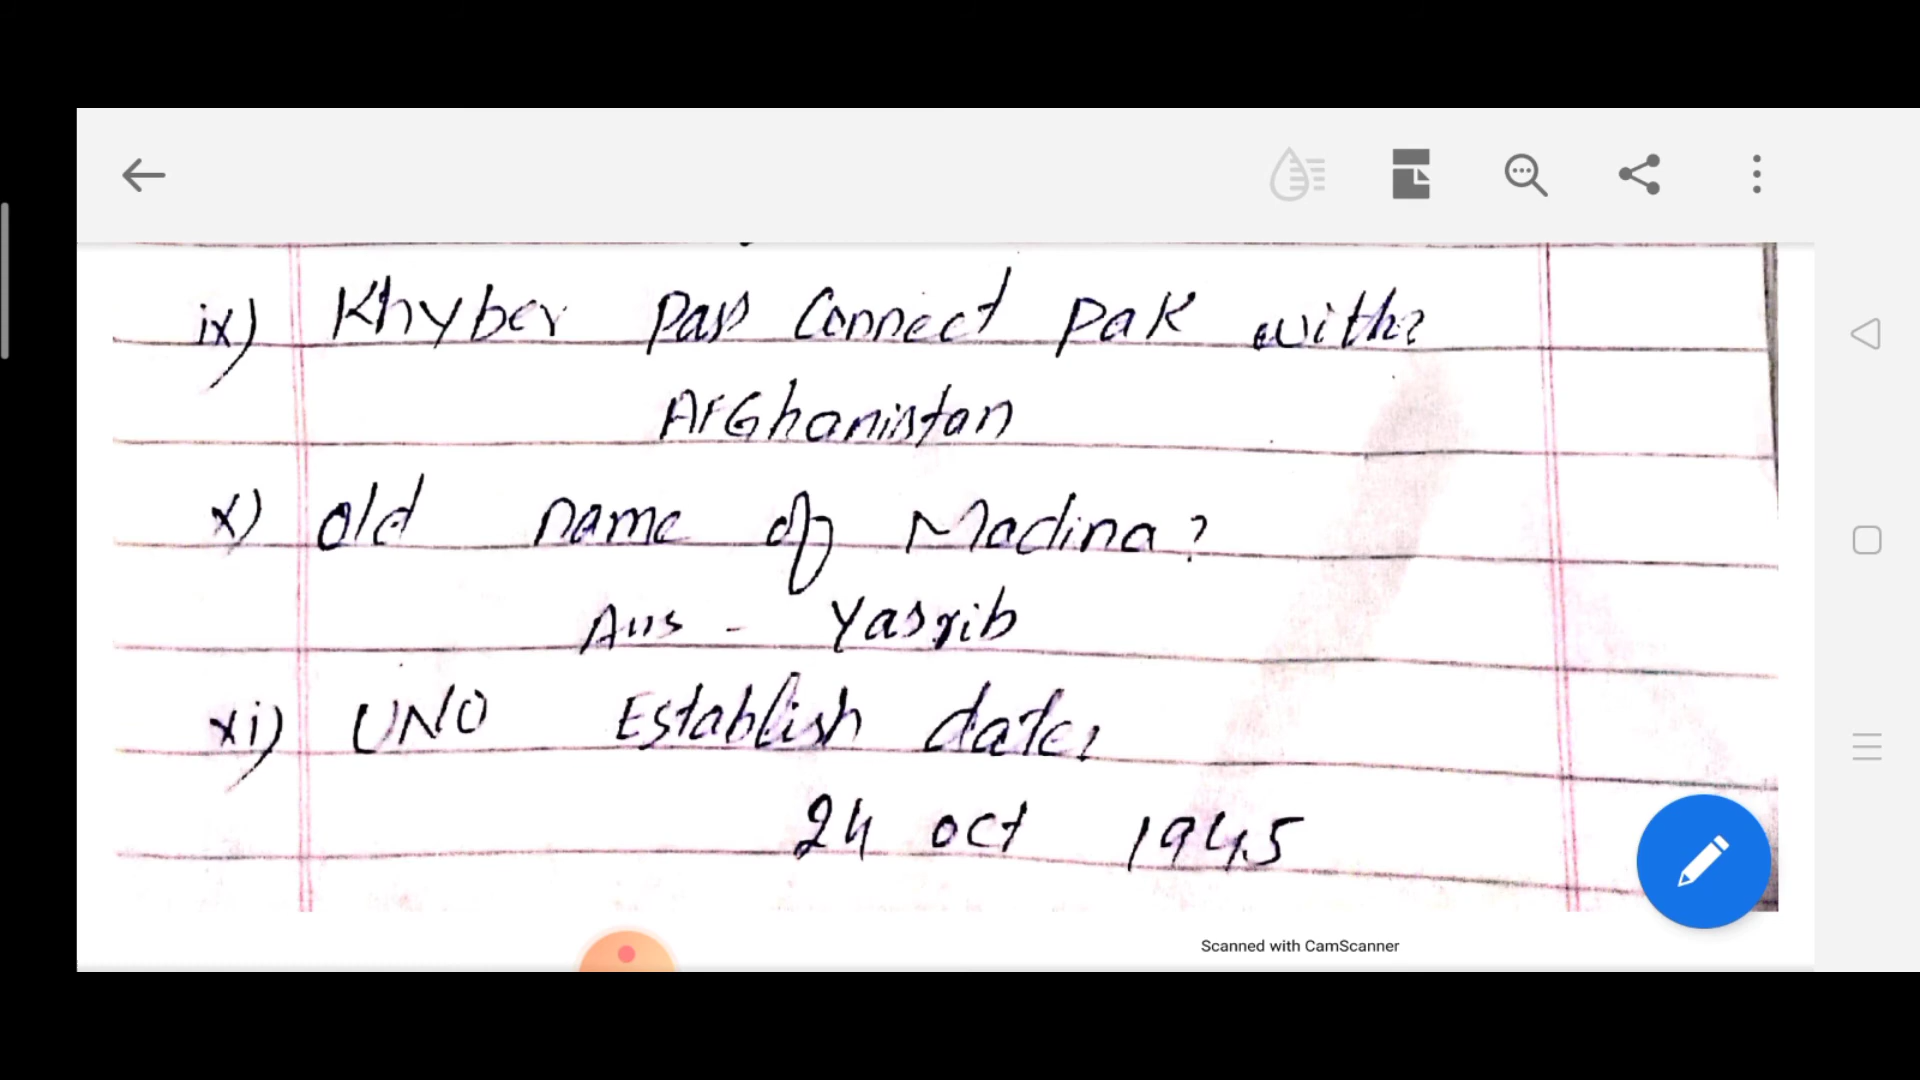 ix) Khyber pass Connect Pak with?
Afghanistan
x) old name of Madina?
Ans - Yasrib
xi) UNO Establish date?
24 oct 1945
Scanned with CamScanner